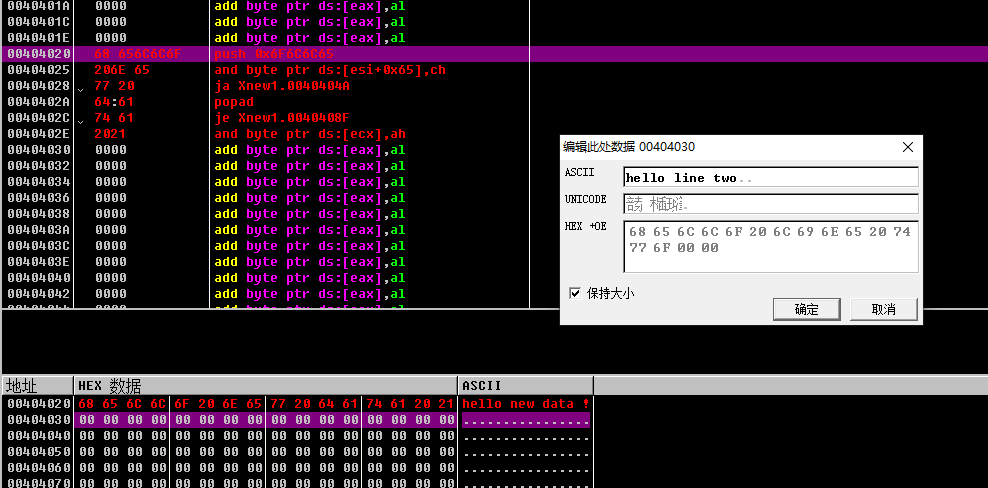 0040401A 0000 add byte ptr ds:[eax],al
0040401C 0000 add byte ptr ds:[eax],al
0040401E 0000 add byte ptr ds:[eax],al
00404020 68 656C6C6F push 0x6F6C6C65
00404025 206E 65 and byte ptr ds:[esi+0x65],ch
00404028 77 20 ja Xnew1.0040404A
0040402A 64:61 popad
0040402C 74 61 je Xnew1.0040408F
0040402E 2021 and byte ptr ds:[ecx],ah
00404030 0000 add byte ptr ds:[eax],al
00404032 0000 add byte ptr ds:[eax],al
00404034 0000 add byte ptr ds:[eax],al
00404036 0000 add byte ptr ds:[eax],al
00404038 0000 add byte ptr ds:[eax],al
0040403A 0000 add byte ptr ds:[eax],al
0040403C 0000 add byte ptr ds:[eax],al
0040403E 0000 add byte ptr ds:[eax],al
00404040 0000 add byte ptr ds:[eax],al
00404042 0000 add byte ptr ds:[eax],al
编辑此处数据 00404030
ASCII
hello line two..
UNICODE
HEX +0E
68 65 6C 6C 6F 20 6C 69 6E 65 20 74
77 6F 00 00
保持大小
确定 取消
地址 HEX 数据 ASCII
00404020 68 65 6C 6C 6F 20 6E 65 77 20 64 61 74 61 20 21 hello new data !
00404030 00 00 00 00 00 00 00 00 00 00 00 00 00 00 00 00 ................
00404040 00 00 00 00 00 00 00 00 00 00 00 00 00 00 00 00 ................
00404050 00 00 00 00 00 00 00 00 00 00 00 00 00 00 00 00 ................
00404060 00 00 00 00 00 00 00 00 00 00 00 00 00 00 00 00 ................
00404070 00 00 00 00 00 00 00 00 00 00 00 00 00 00 00 00 ................